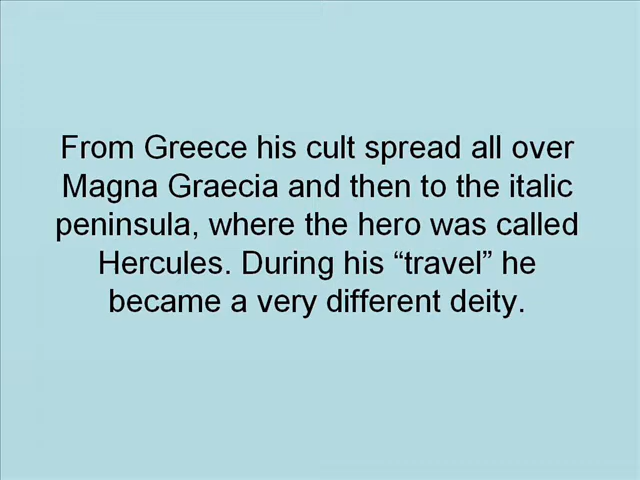 From Greece his cult spread all over
Magna Graecia and then to the italic
peninsula, where the hero was called
Hercules. During his “travel” he
became a very different deity.